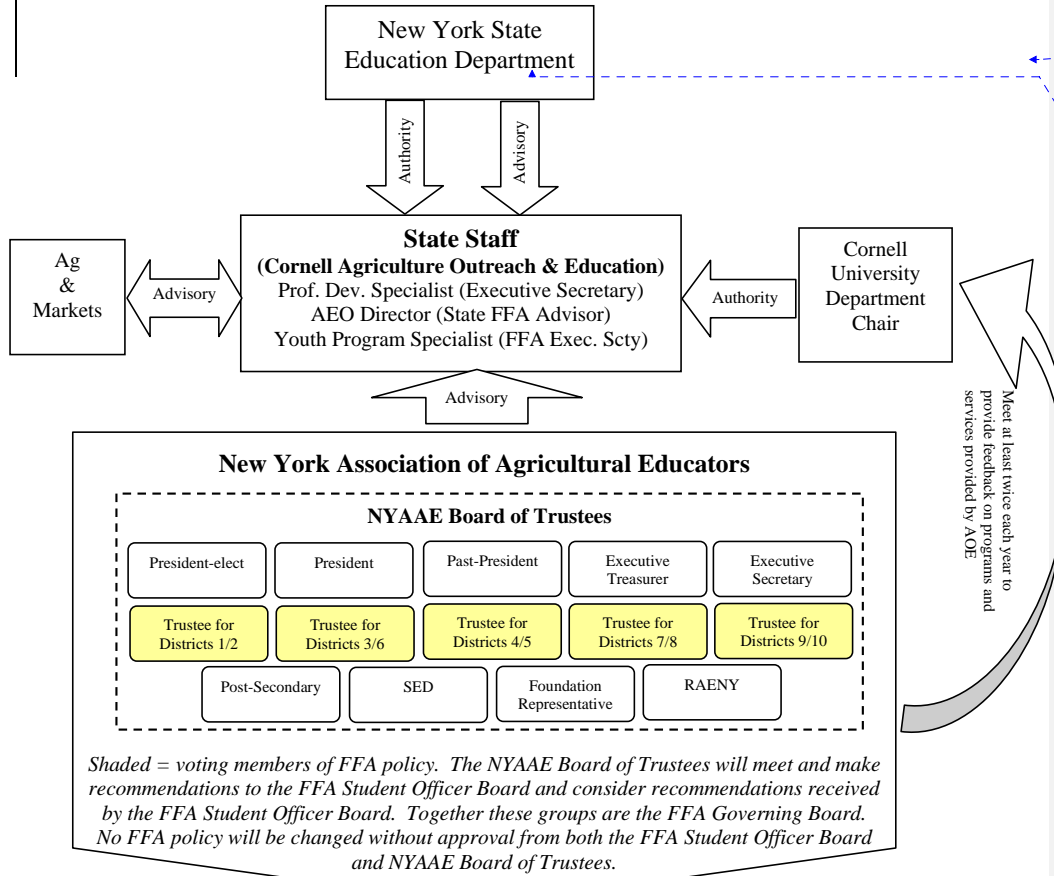 New York State
Education Department
Authority
Advisory
State Staff
(Cornell Agriculture Outreach & Education)
Prof. Dev. Specialist (Executive Secretary)
AEO Director (State FFA Advisor)
Youth Program Specialist (FFA Exec. Scty)
Ag
&
Markets
Advisory
Authority
Cornell
University
Department
Chair
Advisory
Meet at least twice each year to
provide feedback on programs and
services provided by AOE
New York Association of Agricultural Educators
NYAAE Board of Trustees
President-elect
President
Past-President
Executive
Treasurer
Executive
Secretary
Trustee for
Districts 1/2
Trustee for
Districts 3/6
Trustee for
Districts 4/5
Trustee for
Districts 7/8
Trustee for
Districts 9/10
Post-Secondary
SED
Foundation
Representative
RAENY
Shaded = voting members of FFA policy.  The NYAAE Board of Trustees will meet and make
recommendations to the FFA Student Officer Board and consider recommendations received
by the FFA Student Officer Board.  Together these groups are the FFA Governing Board.
No FFA policy will be changed without approval from both the FFA Student Officer Board
and NYAAE Board of Trustees.